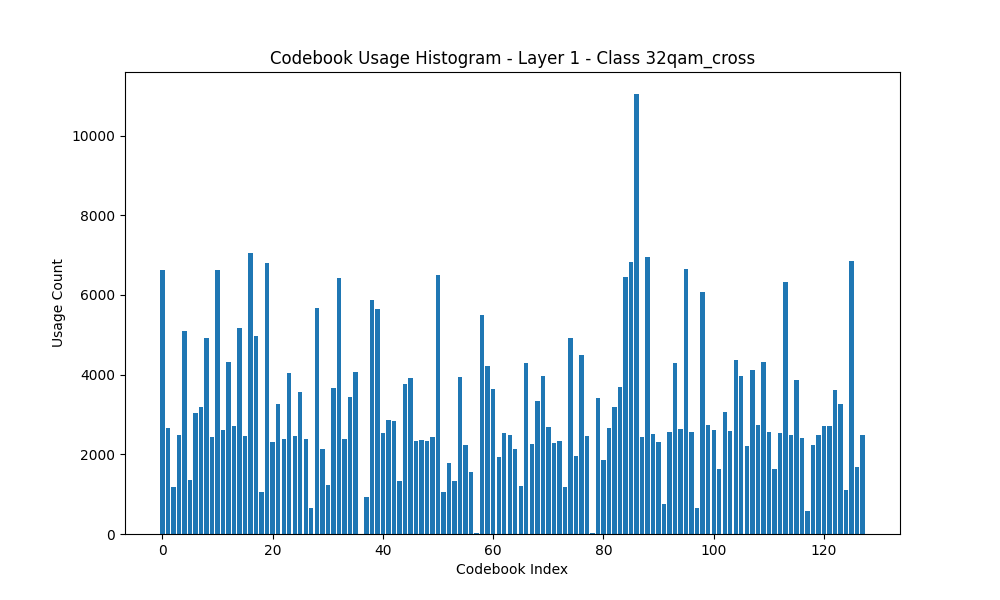 Codebook Usage Histogram - Layer 1 - Class 32qam_cross
10000
8000
6000
4000
2000
0
Usage Count
0 20 40 60 80 100 120
Codebook Index